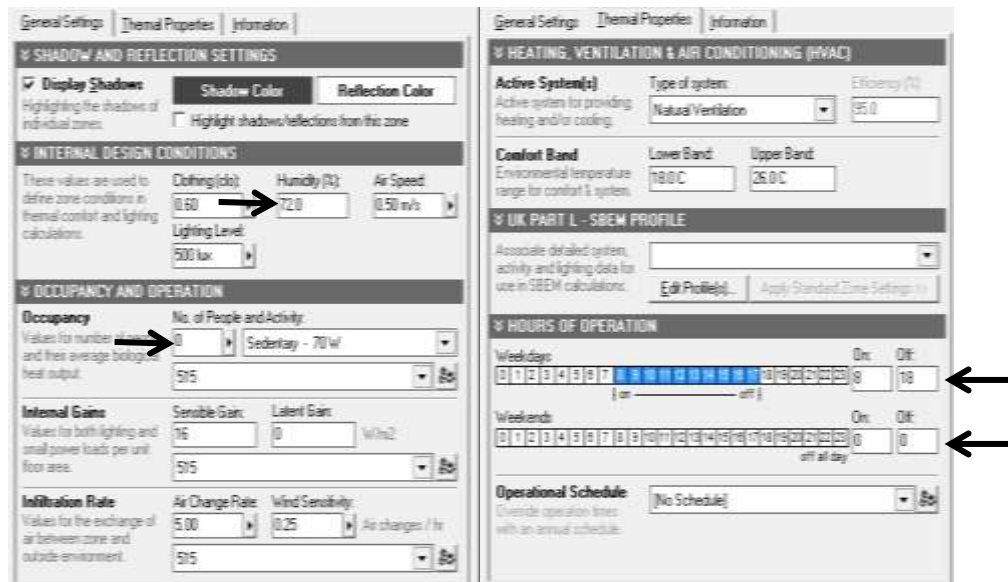 General Settings Thermal Properties Information
SHADOW AND REFLECTION SETTINGS
Display Shadows
Highlighting the shadows of
individual zones.
Shadow Color Reflection Color
Highlight shadows/reflections from this zone
INTERNAL DESIGN CONDITIONS
These values are used to
define zone conditions in
thermal comfort and lighting
calculations.
Clothing (clo): Humidity (%): Air Speed:
0.60 72.0 0.50 m/s
Lighting Level:
500 lux
OCCUPANCY AND OPERATION
Occupancy
Values for number of people
and their average biological
heat output.
No. of People and Activity:
0 Sedentary - 70 W
515
Internal Gains
Values for both lighting and
small power loads per unit
floor area.
Sensible Gain: Latent Gain:
16 0 W/m2
515
Infiltration Rate
Values for the exchange of
air between zone and
outside environment.
Air Change Rate: Wind Sensitivity:
5.00 0.25 Air changes / hr
515
General Settings Thermal Properties Information
HEATING, VENTILATION & AIR CONDITIONING (HVAC)
Active System(s)
Active system for providing
heating and/or cooling.
Type of system: Efficiency (%):
Natural Ventilation 95.0
Comfort Band
Environmental temperature
range for comfort & system.
Lower Band: Upper Band:
18.0 C 26.0 C
UK PART L - SBEM PROFILE
Associate detailed system,
activity and lighting data for
use in SBEM calculations.
Edit Profile(s)... Apply Standard Zone Settings >>
HOURS OF OPERATION
Weekdays On: Off:
0 1 2 3 4 5 6 7 8 9 10 11 12 13 14 15 16 17 18 19 20 21 22 23 8 18
on off
Weekends On: Off:
0 1 2 3 4 5 6 7 8 9 10 11 12 13 14 15 16 17 18 19 20 21 22 23 0 0
off all day
Operational Schedule
Override operation times
with an annual schedule.
[No Schedule]